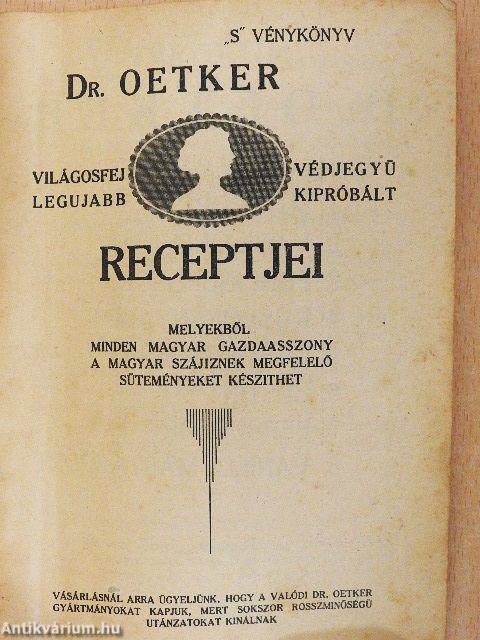 „S" VÉNYKÖNYV
DR. OETKER
VILÁGOSFEJ VÉDJEGYŰ
LEGUJABB KIPRÓBÁLT
RECEPTJEI
MELYEKBŐL
MINDEN MAGYAR GAZDAASSZONY
A MAGYAR SZÁJIZNEK MEGFELELŐ
SÜTEMÉNYEKET KÉSZITHET
VÁSÁRLÁSNÁL ARRA ÜGYELJÜNK, HOGY A VALÓDI DR. OETKER
GYÁRTMÁNYOKAT KAPJUK, MERT SOKSZOR ROSSZMINŐSÉGŰ
UTÁNZATOKAT KINÁLNAK
Antikvárium.hu